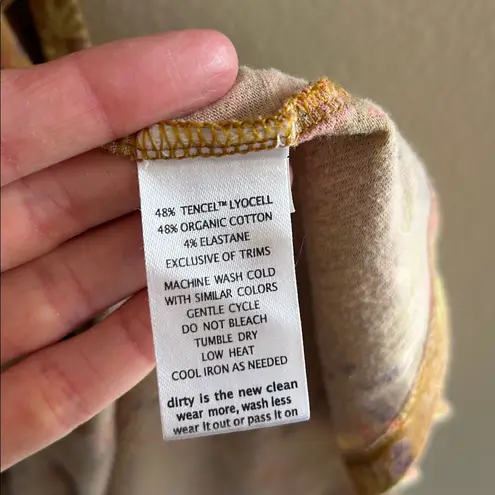 48% TENCEL™ LYOCELL
48% ORGANIC COTTON
4% ELASTANE
EXCLUSIVE OF TRIMS
MACHINE WASH COLD
WITH SIMILAR COLORS
GENTLE CYCLE
DO NOT BLEACH
TUMBLE DRY
LOW HEAT
COOL IRON AS NEEDED
dirty is the new clean
wear more, wash less
wear it out or pass it on